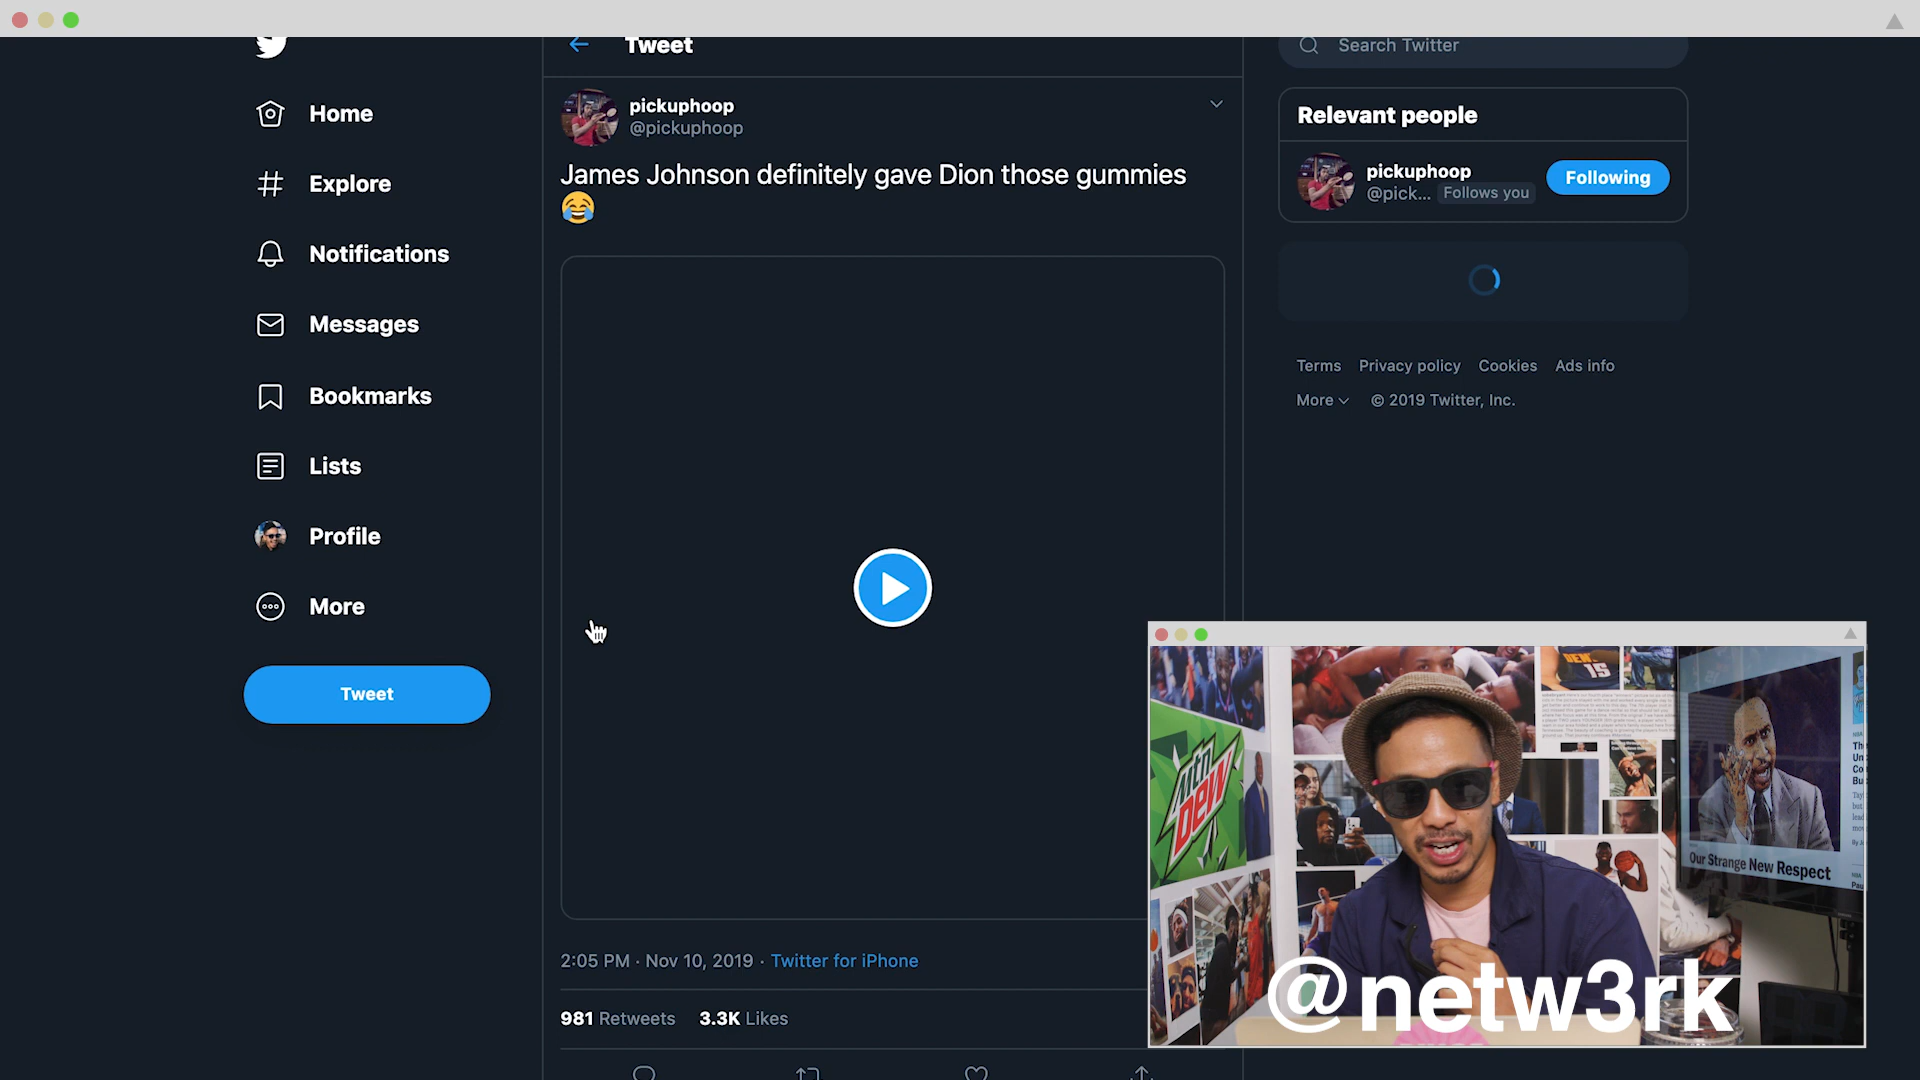 Tweet
Search Twitter
Home
Explore
Notifications
Messages
Bookmarks
Lists
Profile
More
Tweet
pickuphoop
@pickuphoop
James Johnson definitely gave Dion those gummies
😂
2:05 PM · Nov 10, 2019 · Twitter for iPhone
981 Retweets 3.3K Likes
Relevant people
pickuphoop
@pick... Follows you
Following
Terms Privacy policy Cookies Ads info
More © 2019 Twitter, Inc.
Mtn
DEW
15
Our Strange New Respect
@netw3rk